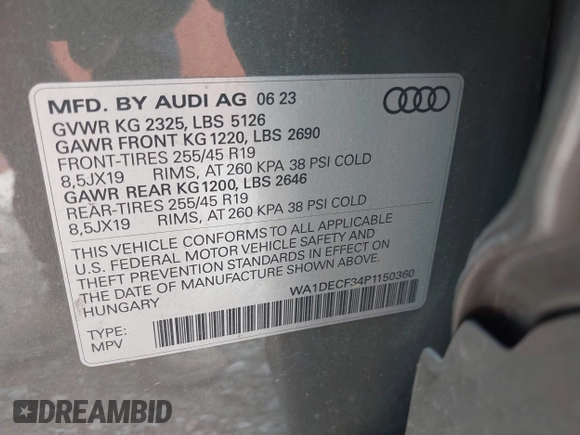 MFD. BY AUDI AG 06 23
GVWR KG 2325, LBS 5126
GAWR FRONT KG 1220, LBS 2690
FRONT-TIRES 255/45 R19
8,5JX19 RIMS, AT 260 KPA 38 PSI COLD
GAWR REAR KG 1200, LBS 2646
REAR-TIRES 255/45 R19
8,5JX19 RIMS, AT 260 KPA 38 PSI COLD
THIS VEHICLE CONFORMS TO ALL APPLICABLE
U.S. FEDERAL MOTOR VEHICLE SAFETY AND
THEFT PREVENTION STANDARDS IN EFFECT ON
THE DATE OF MANUFACTURE SHOWN ABOVE.
HUNGARY
WA1DECF34P1150360
TYPE:
MPV
DREAMBID